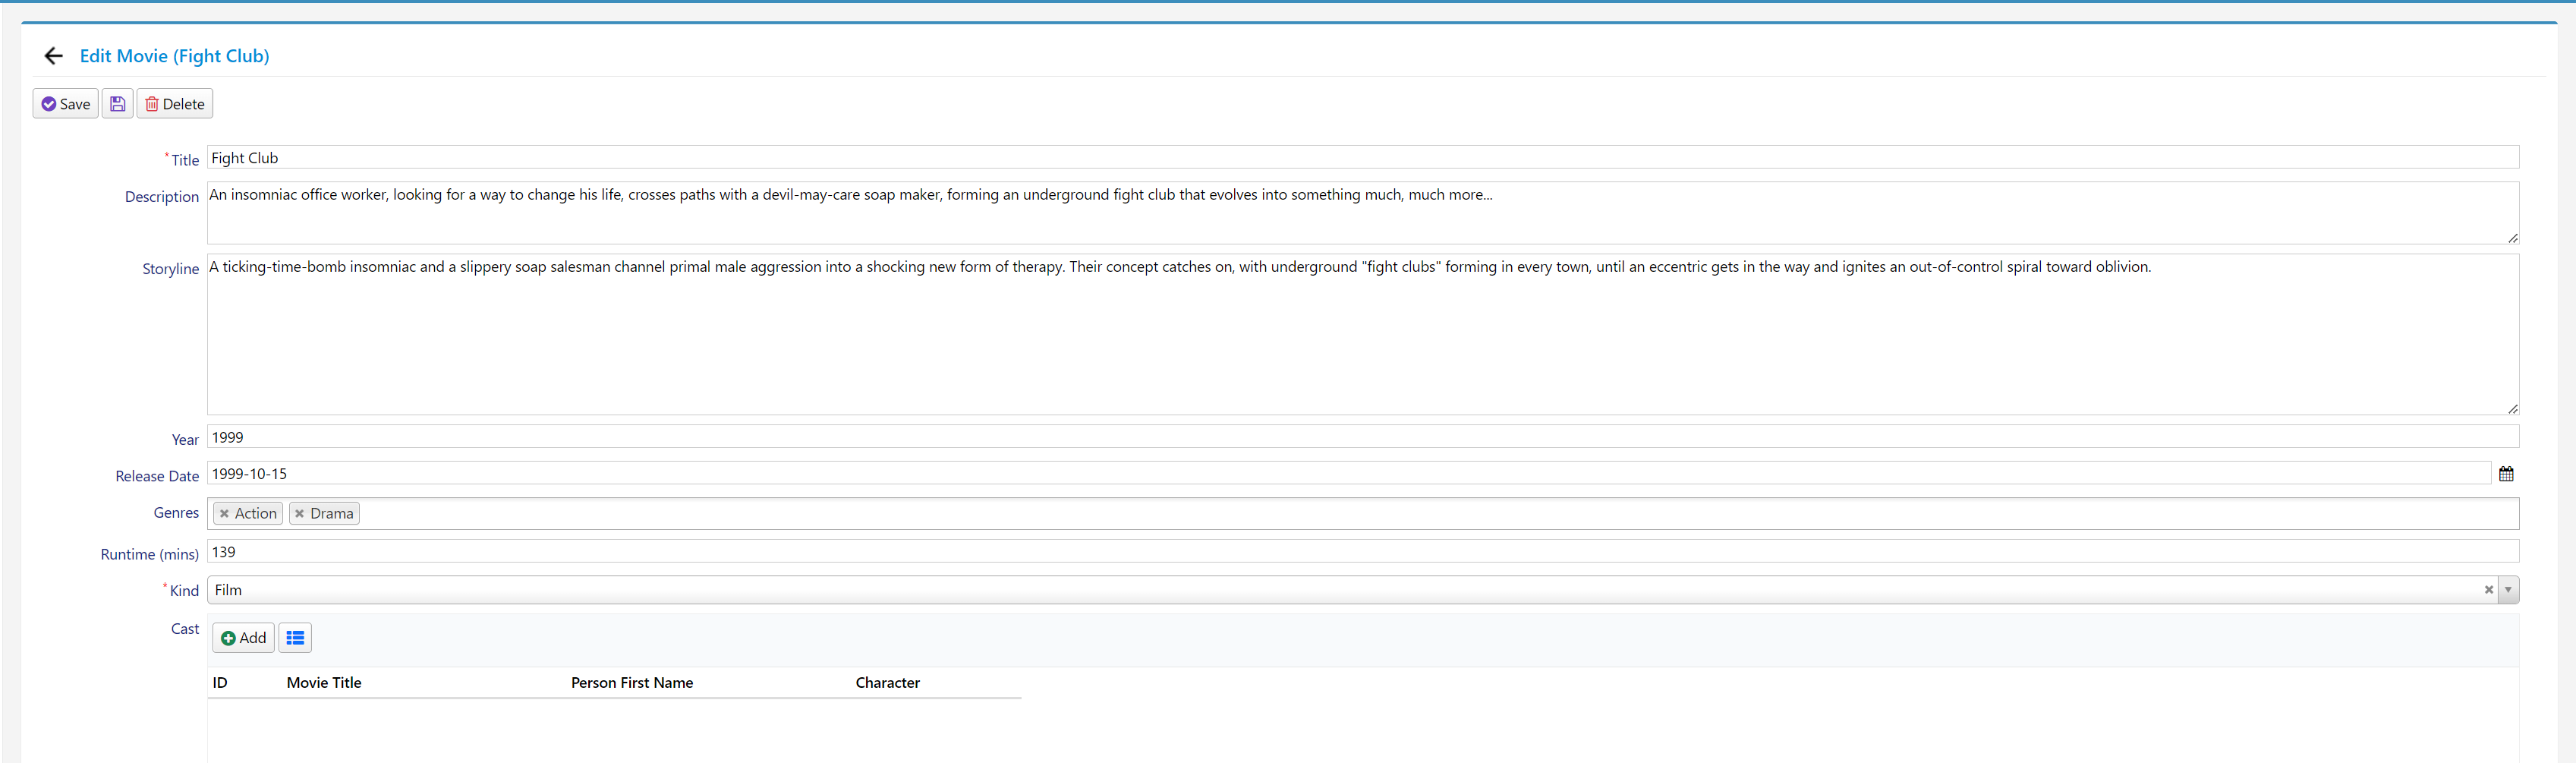 Edit Movie (Fight Club)
Save Delete
* Title Fight Club
Description An insomniac office worker, looking for a way to change his life, crosses paths with a devil-may-care soap maker, forming an underground fight club that evolves into something much, much more...
Storyline A ticking-time-bomb insomniac and a slippery soap salesman channel primal male aggression into a shocking new form of therapy. Their concept catches on, with underground "fight clubs" forming in every town, until an eccentric gets in the way and ignites an out-of-control spiral toward oblivion.
Year 1999
Release Date 1999-10-15
Genres Action Drama
Runtime (mins) 139
* Kind Film
Cast Add
ID Movie Title Person First Name Character